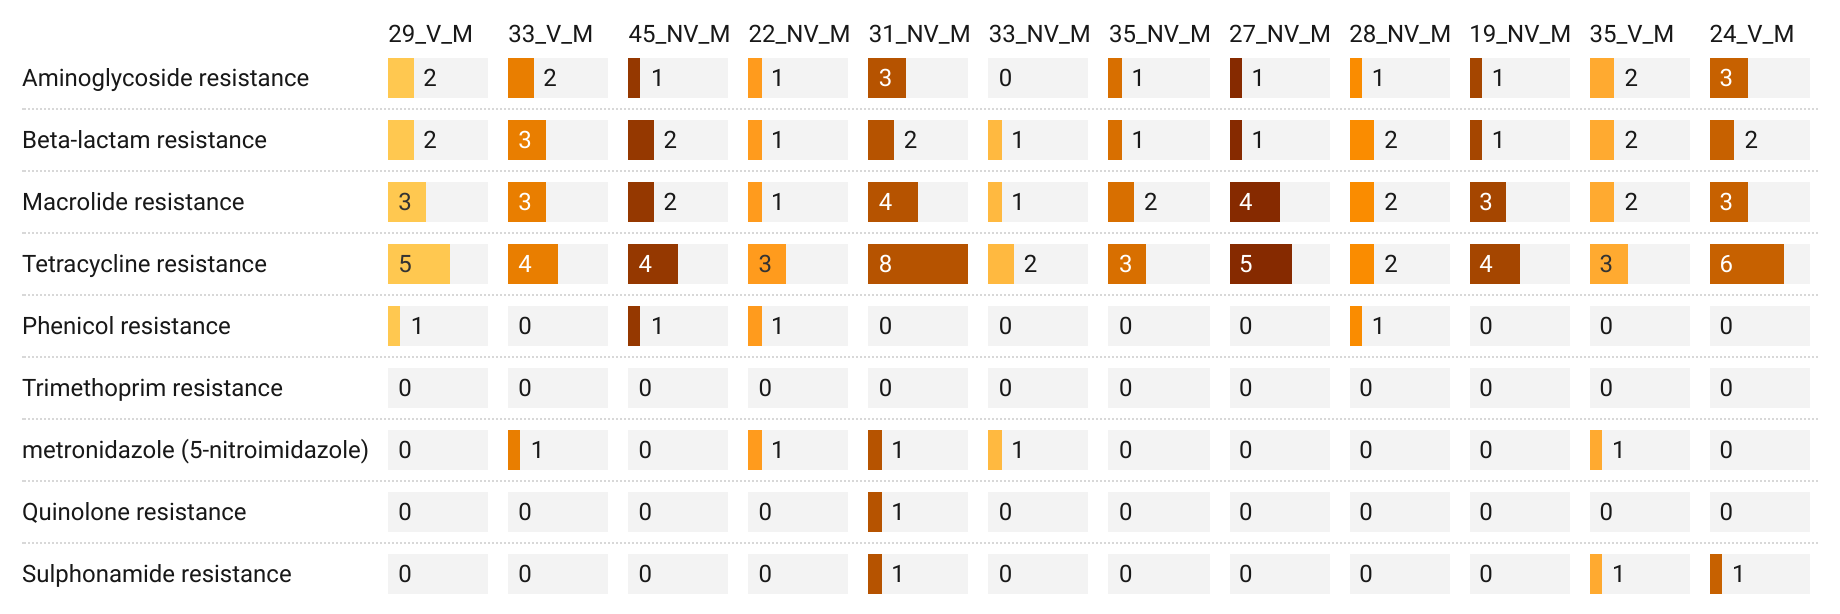 29_V_M 33_V_M 45_NV_M 22_NV_M 31_NV_M 33_NV_M 35_NV_M 27_NV_M 28_NV_M 19_NV_M 35_V_M 24_V_M
Aminoglycoside resistance 2 2 1 1 3 0 1 1 1 1 2 3
Beta-lactam resistance 2 3 2 1 2 1 1 1 2 1 2 2
Macrolide resistance 3 3 2 1 4 1 2 4 2 3 2 3
Tetracycline resistance 5 4 4 3 8 2 3 5 2 4 3 6
Phenicol resistance 1 0 1 1 0 0 0 0 1 0 0 0
Trimethoprim resistance 0 0 0 0 0 0 0 0 0 0 0 0
metronidazole (5-nitroimidazole) 0 1 0 1 1 1 0 0 0 0 1 0
Quinolone resistance 0 0 0 0 1 0 0 0 0 0 0 0
Sulphonamide resistance 0 0 0 0 1 0 0 0 0 0 1 1